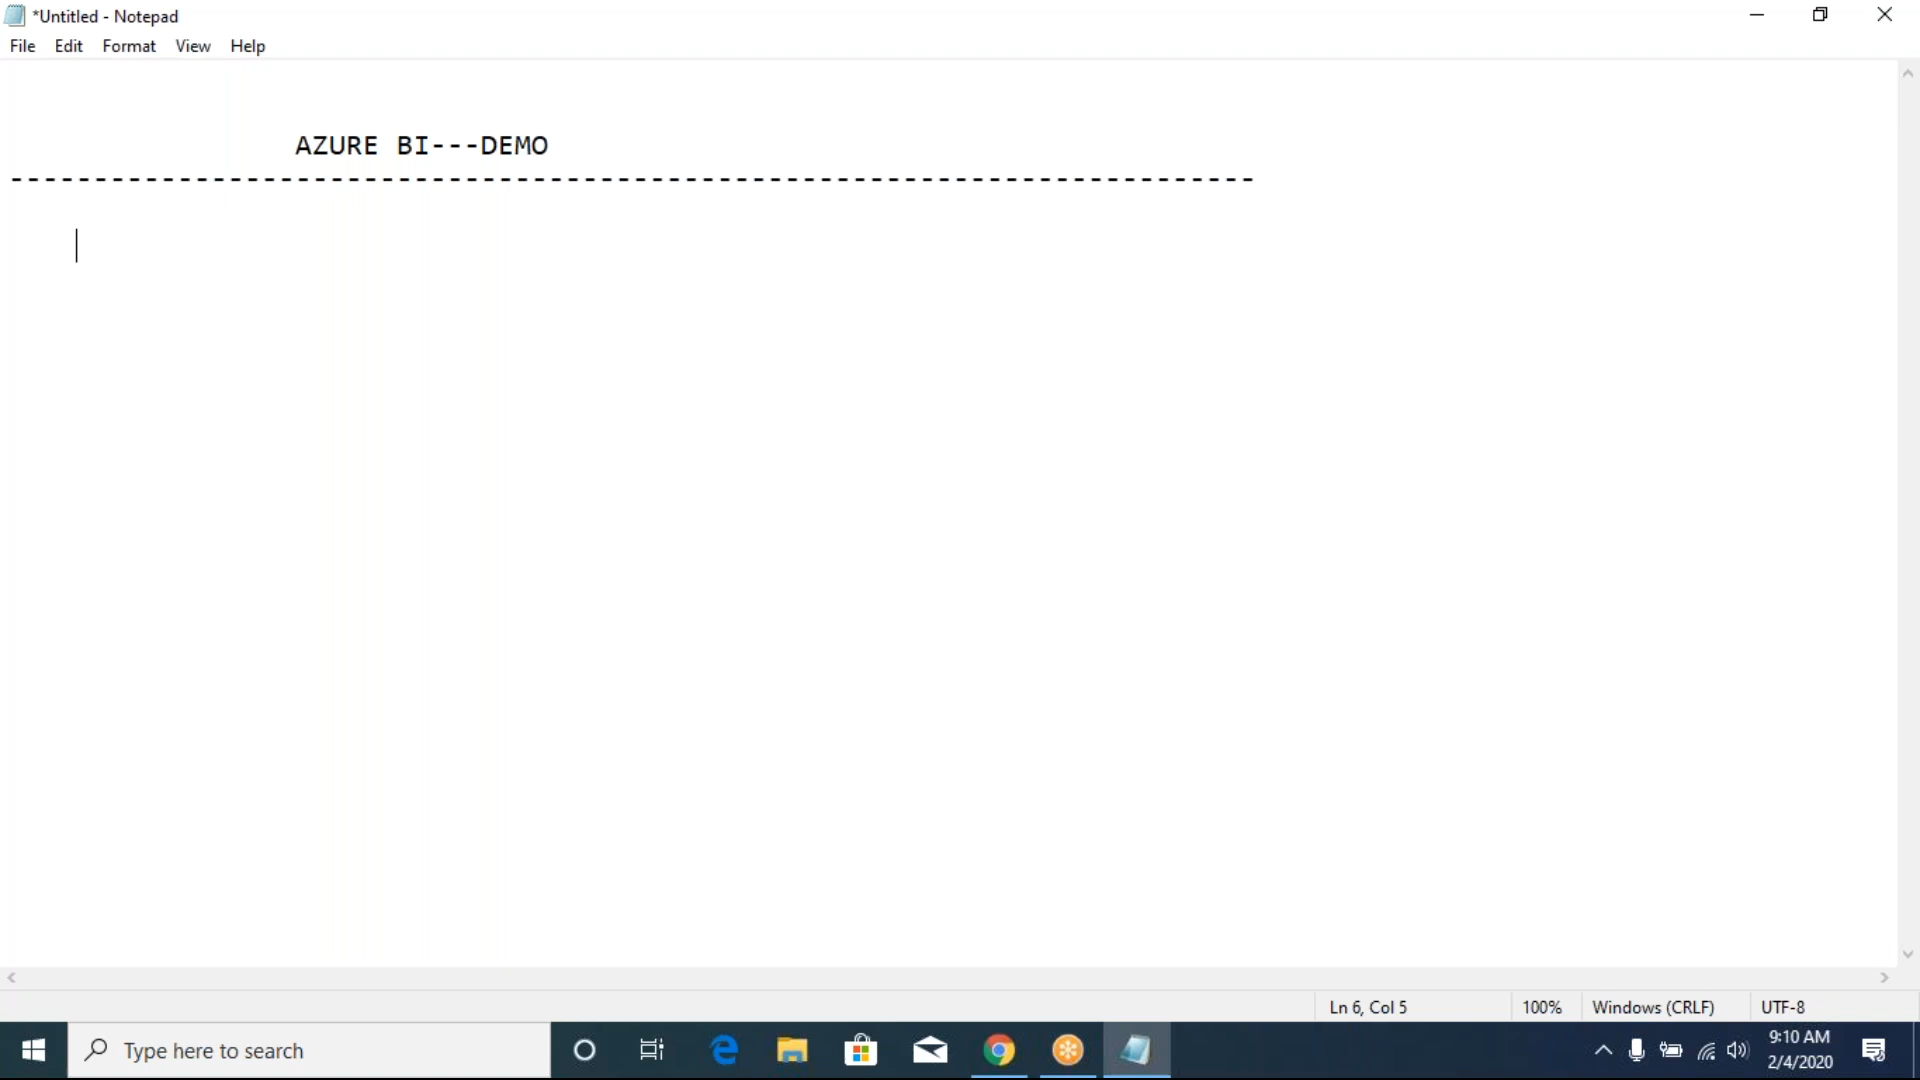 *Untitled - Notepad
File Edit Format View Help
AZURE BI---DEMO
--------------------------------------------------------------------------
Ln 6, Col 5 100% Windows (CRLF) UTF-8
Type here to search
9:10 AM
2/4/2020